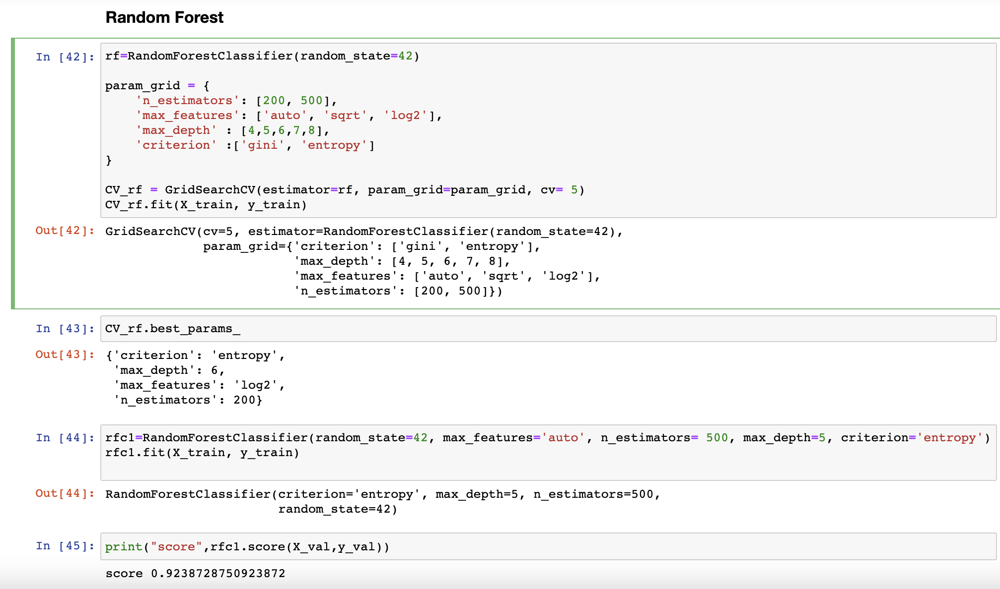 Random Forest
In [42]: rf=RandomForestClassifier(random_state=42)
param_grid = {
    'n_estimators': [200, 500],
    'max_features': ['auto', 'sqrt', 'log2'],
    'max_depth' : [4,5,6,7,8],
    'criterion' :['gini', 'entropy']
}
CV_rf = GridSearchCV(estimator=rf, param_grid=param_grid, cv= 5)
CV_rf.fit(X_train, y_train)
Out[42]: GridSearchCV(cv=5, estimator=RandomForestClassifier(random_state=42),
             param_grid={'criterion': ['gini', 'entropy'],
                         'max_depth': [4, 5, 6, 7, 8],
                         'max_features': ['auto', 'sqrt', 'log2'],
                         'n_estimators': [200, 500]})
In [43]: CV_rf.best_params_
Out[43]: {'criterion': 'entropy',
 'max_depth': 6,
 'max_features': 'log2',
 'n_estimators': 200}
In [44]: rfc1=RandomForestClassifier(random_state=42, max_features='auto', n_estimators= 500, max_depth=5, criterion='entropy')
rfc1.fit(X_train, y_train)
Out[44]: RandomForestClassifier(criterion='entropy', max_depth=5, n_estimators=500,
                       random_state=42)
In [45]: print("score",rfc1.score(X_val,y_val))
score 0.9238728750923872